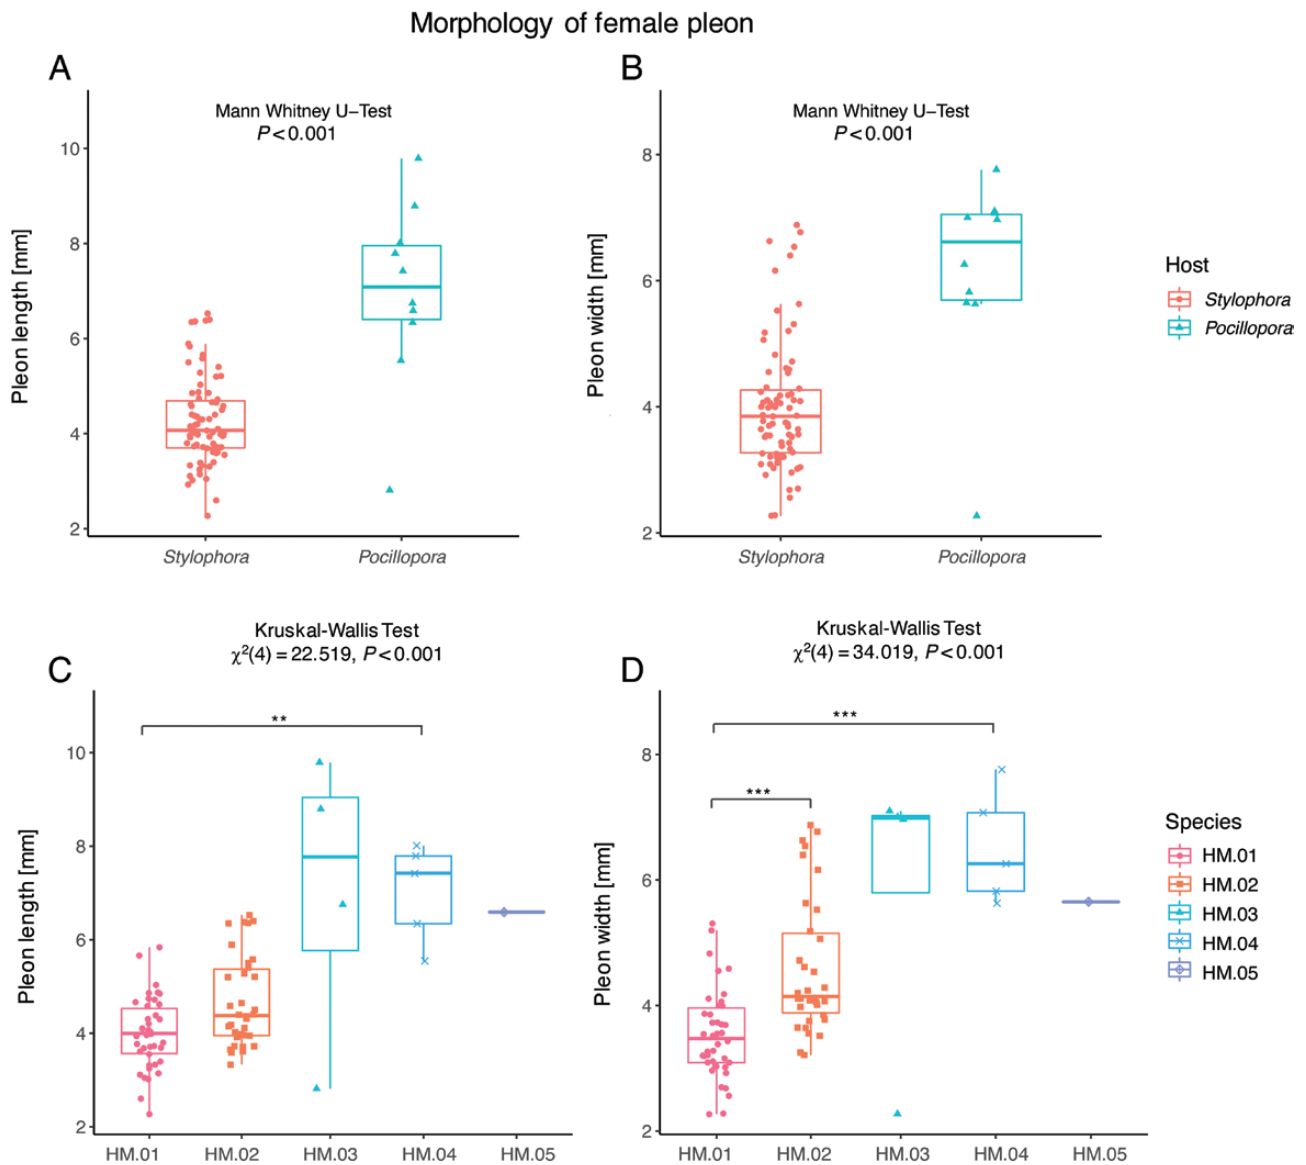 Morphology of female pleon
A
Mann Whitney U–Test
P < 0.001
Pleon length [mm]
10
8
6
4
2
Stylophora
Pocillopora
B
Mann Whitney U–Test
P < 0.001
Pleon width [mm]
8
6
4
2
Stylophora
Pocillopora
Host
Stylophora
Pocillopora
C
Kruskal-Wallis Test
χ²(4) = 22.519, P < 0.001
**
Pleon length [mm]
10
8
6
4
2
HM.01
HM.02
HM.03
HM.04
HM.05
D
Kruskal-Wallis Test
χ²(4) = 34.019, P < 0.001
***
***
Pleon width [mm]
8
6
4
2
HM.01
HM.02
HM.03
HM.04
HM.05
Species
HM.01
HM.02
HM.03
HM.04
HM.05